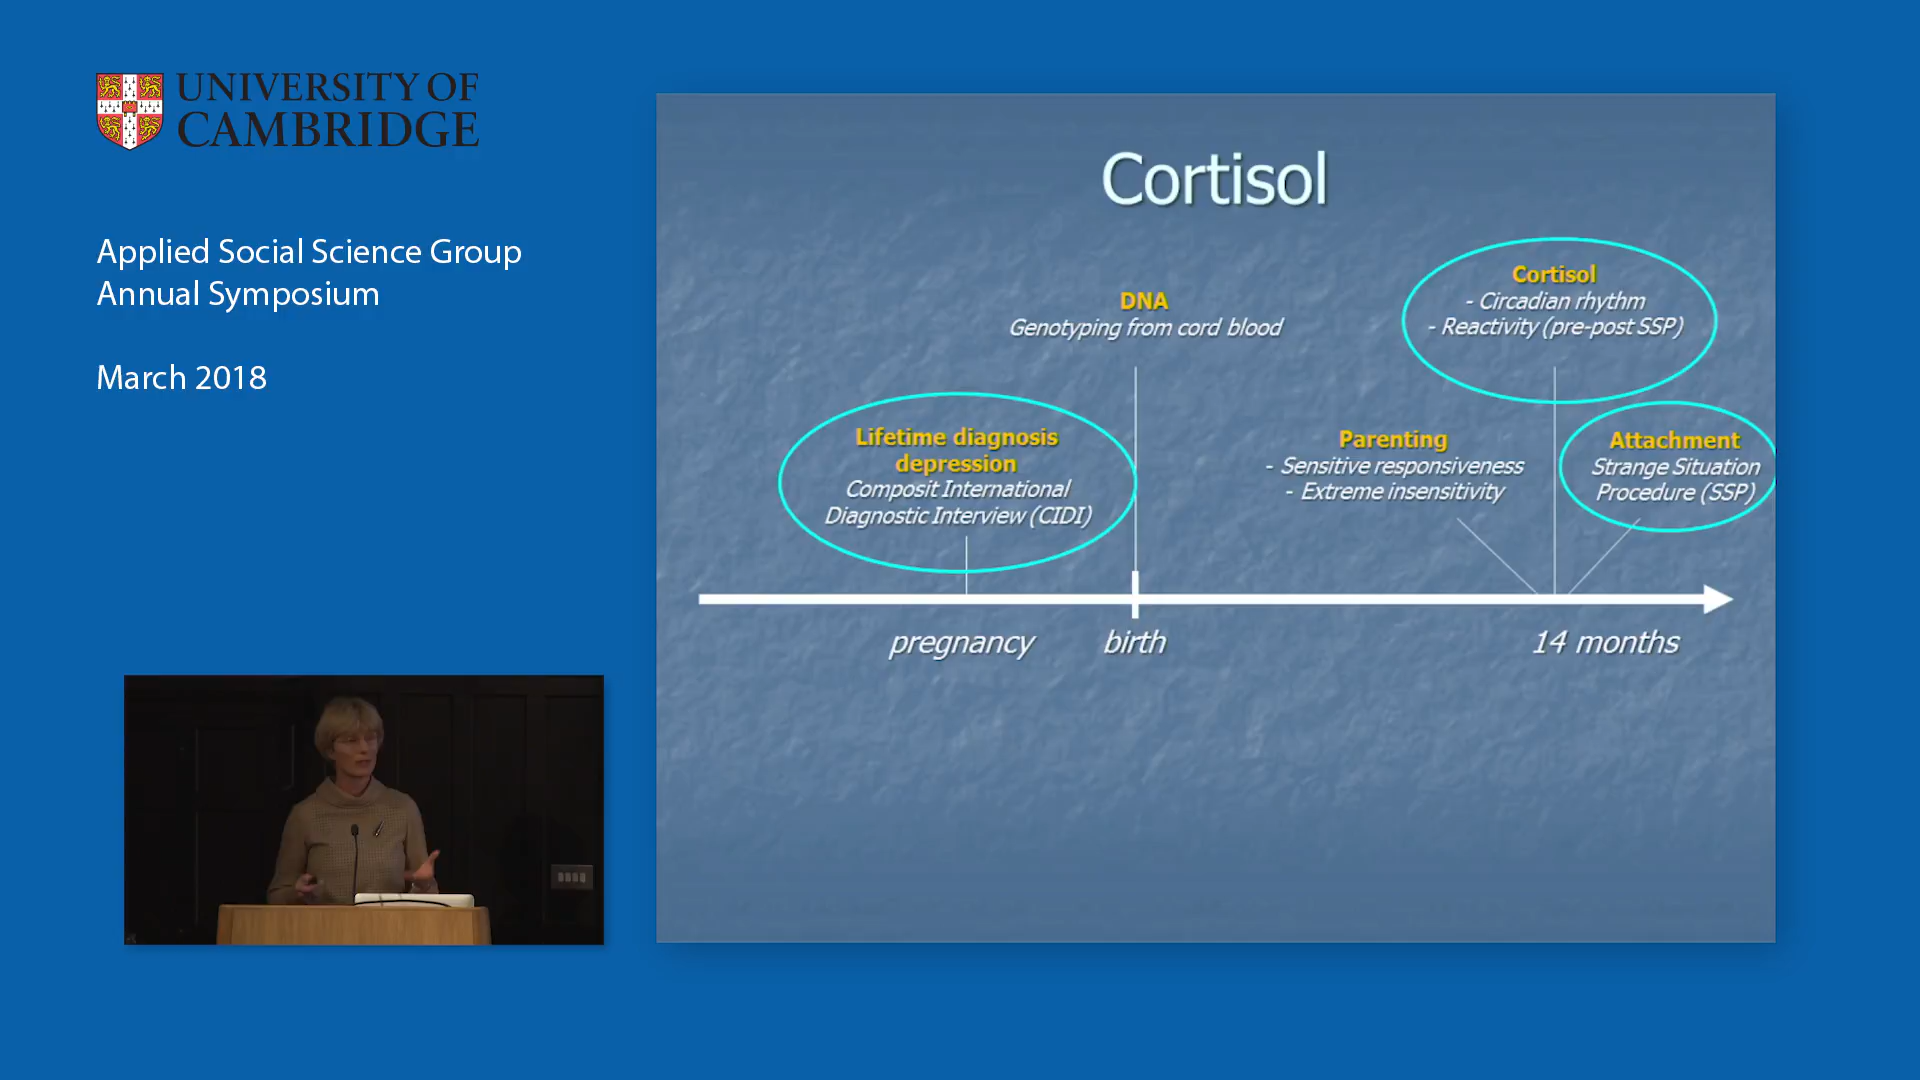 UNIVERSITY OF
CAMBRIDGE
Applied Social Science Group
Annual Symposium
March 2018
Cortisol
DNA
Genotyping from cord blood
Cortisol
- Circadian rhythm
- Reactivity (pre-post SSP)
Lifetime diagnosis
depression
Composit International
Diagnostic Interview (CIDI)
Parenting
- Sensitive responsiveness
- Extreme insensitivity
Attachment
Strange Situation
Procedure (SSP)
pregnancy
birth
14 months